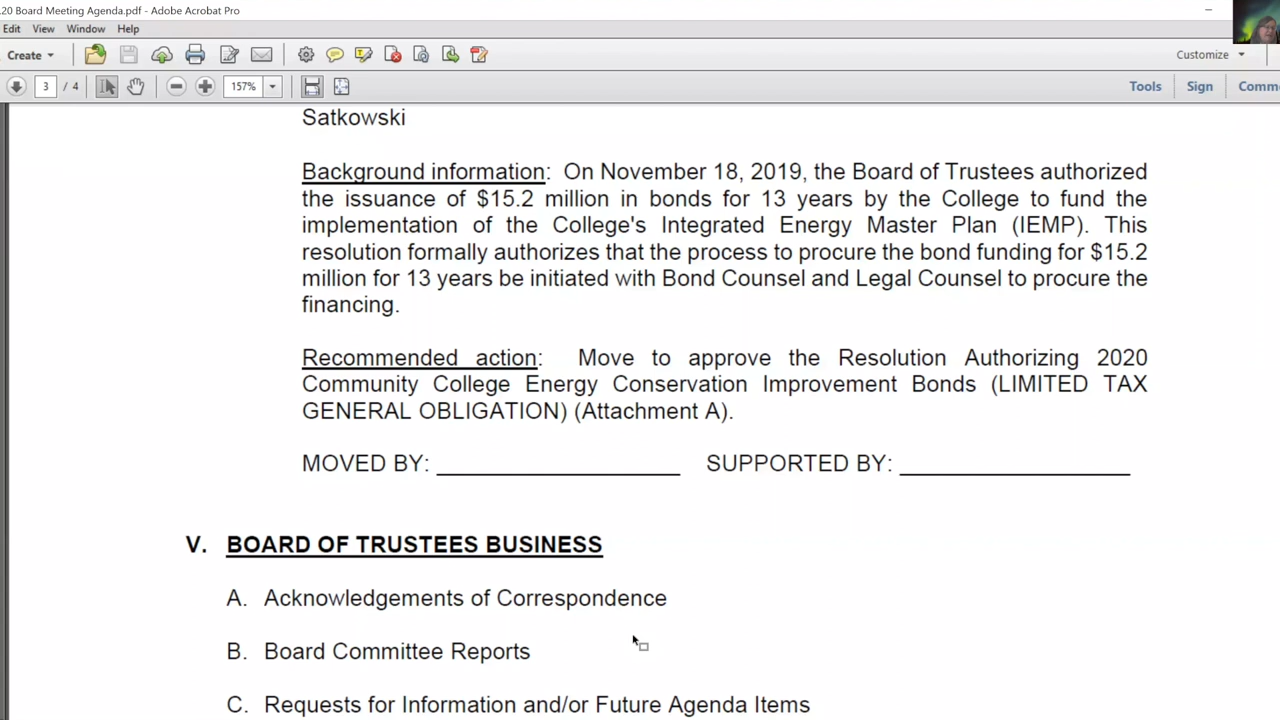 .20 Board Meeting Agenda.pdf - Adobe Acrobat Pro
Edit View Window Help
Create Customize
3 / 4 157% Tools Sign Comme
Satkowski
Background information: On November 18, 2019, the Board of Trustees authorized
the issuance of $15.2 million in bonds for 13 years by the College to fund the
implementation of the College's Integrated Energy Master Plan (IEMP). This
resolution formally authorizes that the process to procure the bond funding for $15.2
million for 13 years be initiated with Bond Counsel and Legal Counsel to procure the
financing.
Recommended action: Move to approve the Resolution Authorizing 2020
Community College Energy Conservation Improvement Bonds (LIMITED TAX
GENERAL OBLIGATION) (Attachment A).
MOVED BY: ____________________ SUPPORTED BY: ___________________
V. BOARD OF TRUSTEES BUSINESS
A. Acknowledgements of Correspondence
B. Board Committee Reports
C. Requests for Information and/or Future Agenda Items